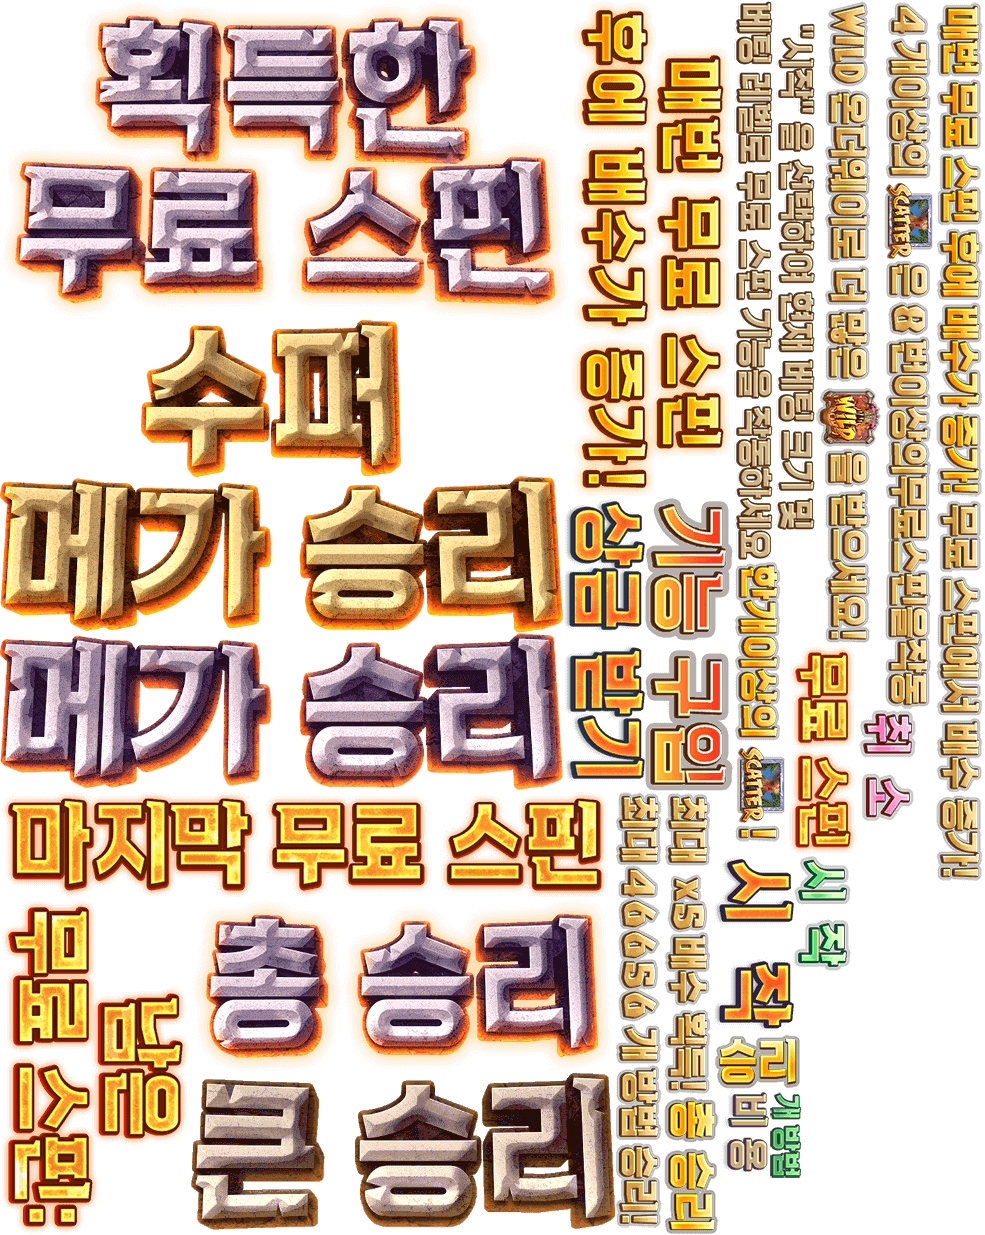 획득한
무료 스핀
수퍼
메가 승리
메가 승리
마지막 무료 스핀
총 승리
큰 승리
남은
무료 스핀:
매번 무료 스핀
후에 배수가 증가!
기능 구입
상금 받기
최대 x5 배수 획득! 총 승리
최대 46656 개 방법 승리!
"시작" 을 선택하여 현재 베팅 크기 및
베팅 레벨로 무료 스핀 기능을 작동하세요
한개이상의 SCATTER !
WILD 온더웨이로 더 많은 WILD 을 받으세요!
4 개이상의 SCATTER 은 8 번이상의무료스핀을작동
매번 무료 스핀 후에 배수가 증가! 무료 스핀에서 배수 증가!
무료 스핀
취소
시작
시작
비용
개 방법